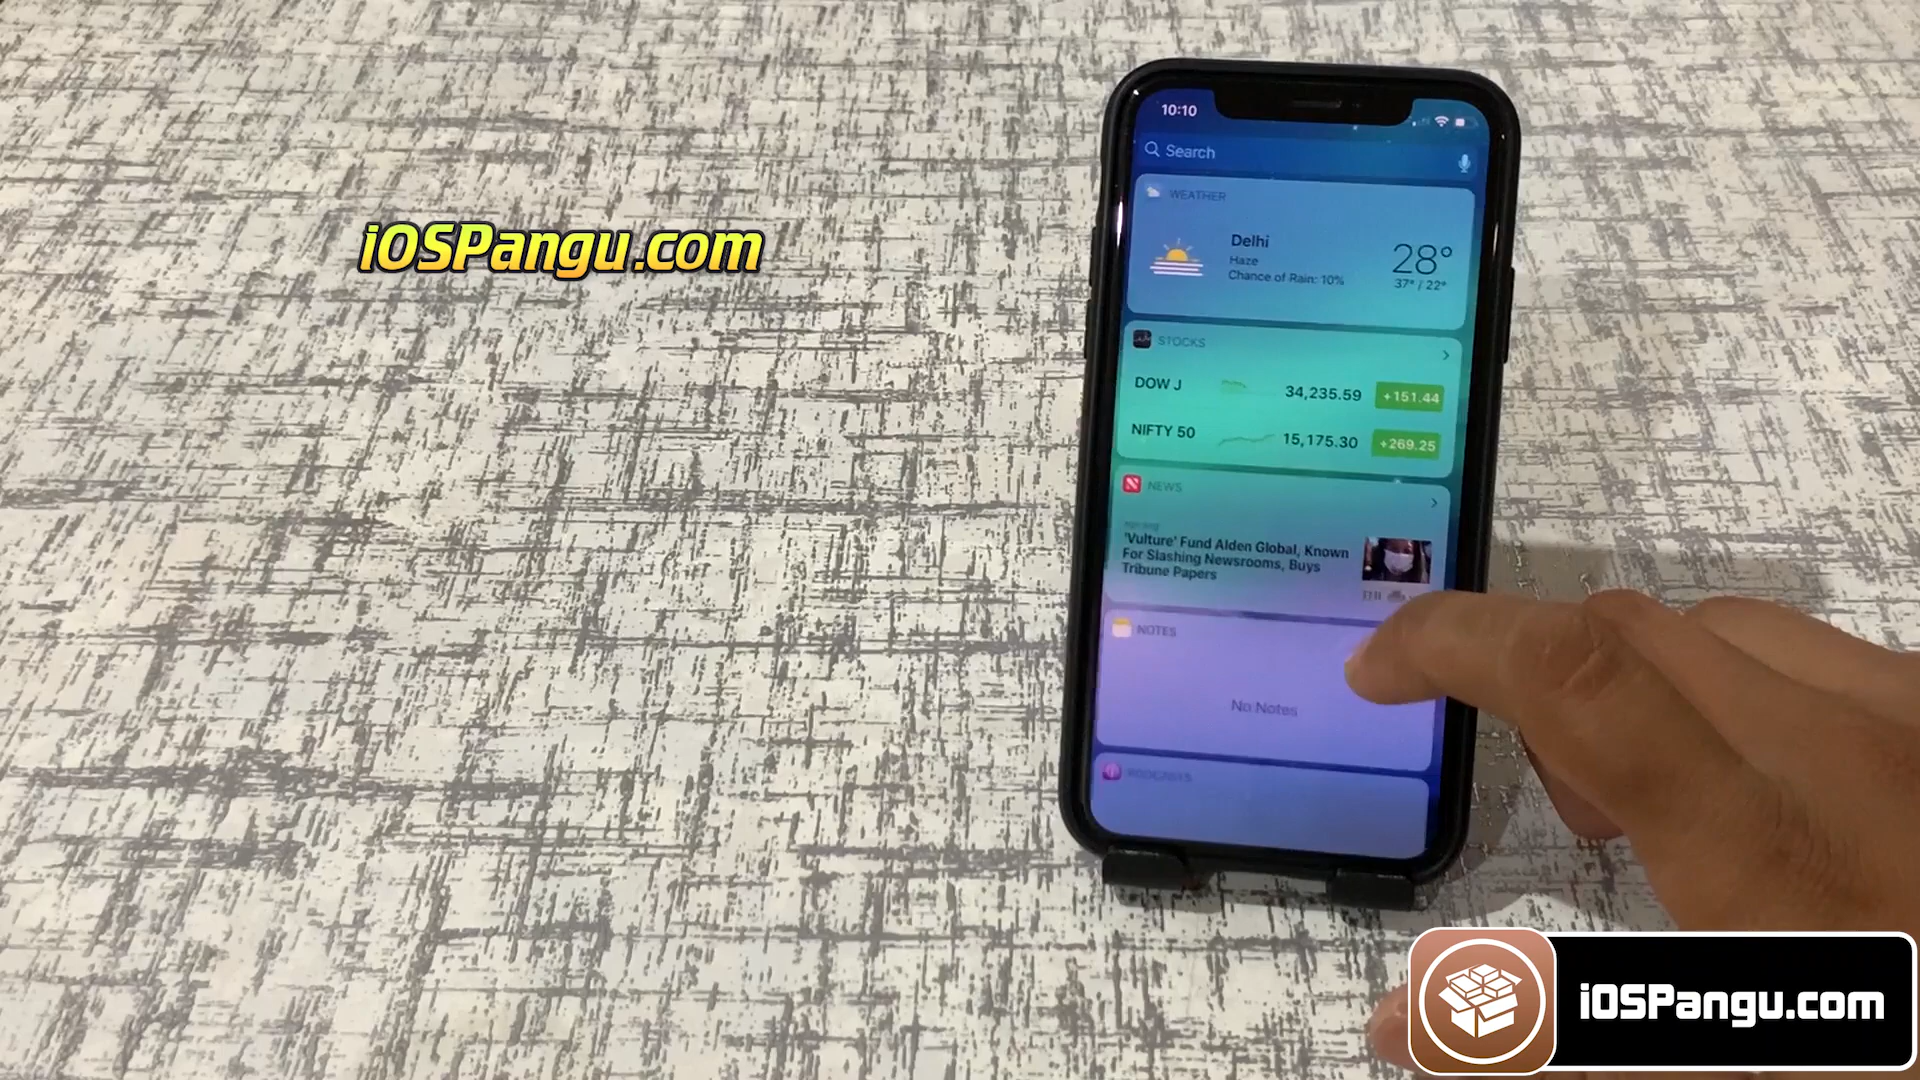 iOSPangu.com
10:10
Search
WEATHER
Delhi
Haze
Chance of Rain: 10%
28°
37° / 22°
STOCKS
DOW J 34,235.59 +151.44
NIFTY 50 15,175.30 +269.25
NEWS
'Vulture' Fund Alden Global, Known
For Slashing Newsrooms, Buys
Tribune Papers
NOTES
No Notes
iOSPangu.com